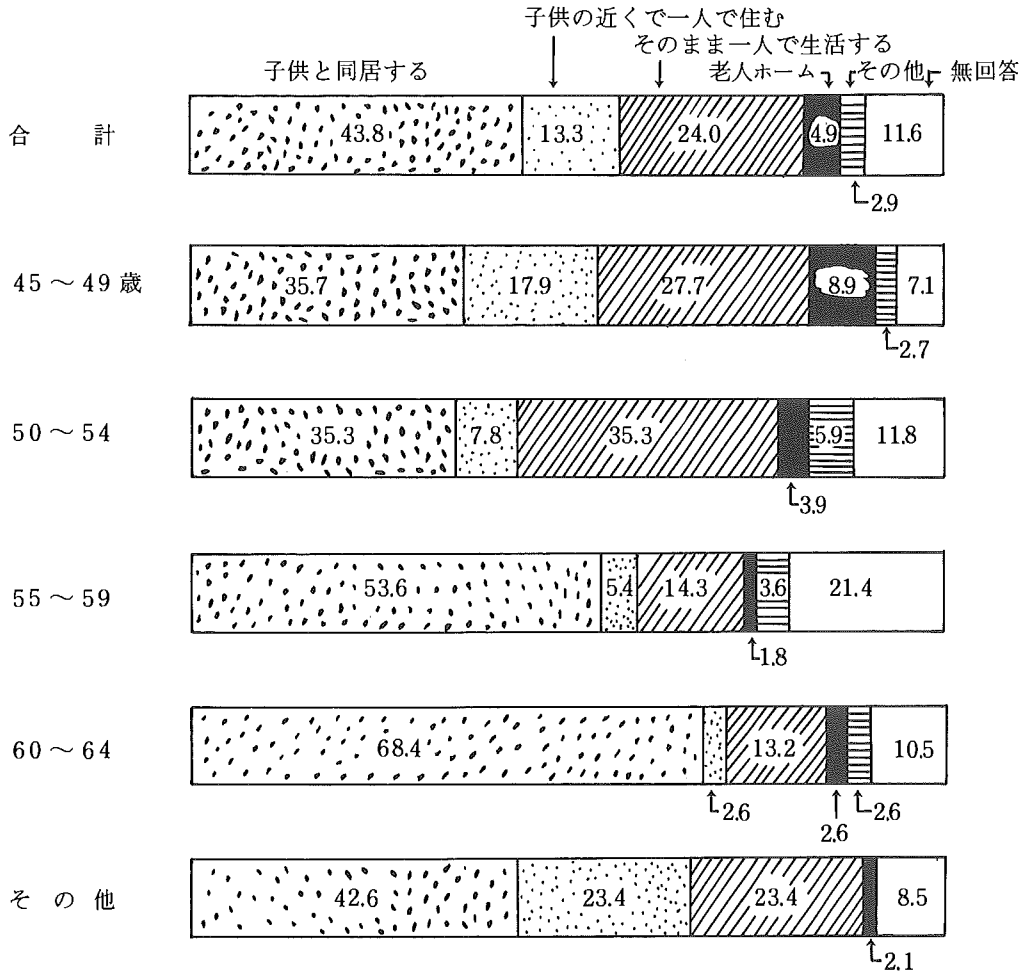 子供の近くで一人で住む
そのまま一人で生活する
子供と同居する 老人ホーム その他 無回答
合計 43.8 13.3 24.0 4.9 11.6
2.9
45～49歳 35.7 17.9 27.7 8.9 7.1
2.7
50～54 35.3 7.8 35.3 5.9 11.8
3.9
55～59 53.6 5.4 14.3 3.6 21.4
1.8
60～64 68.4 13.2 10.5
2.6 2.6 2.6
その他 42.6 23.4 23.4 8.5
2.1